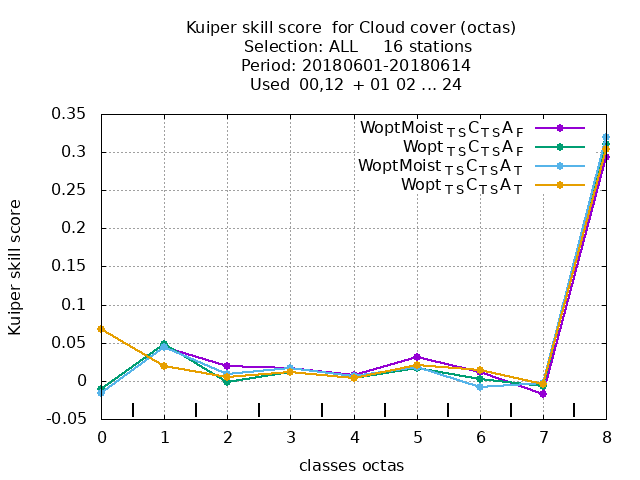 Kuiper skill score for Cloud cover (octas)
Selection: ALL 16 stations
Period: 20180601-20180614
Used 00,12 + 01 02 ... 24
0.35
0.3
0.25
0.2
0.15
0.1
0.05
0
-0.05
Kuiper skill score
WoptMoist TS C TS A F
Wopt TS C TS A F
WoptMoist TS C TS A T
Wopt TS C TS A T
0 1 2 3 4 5 6 7 8
classes octas